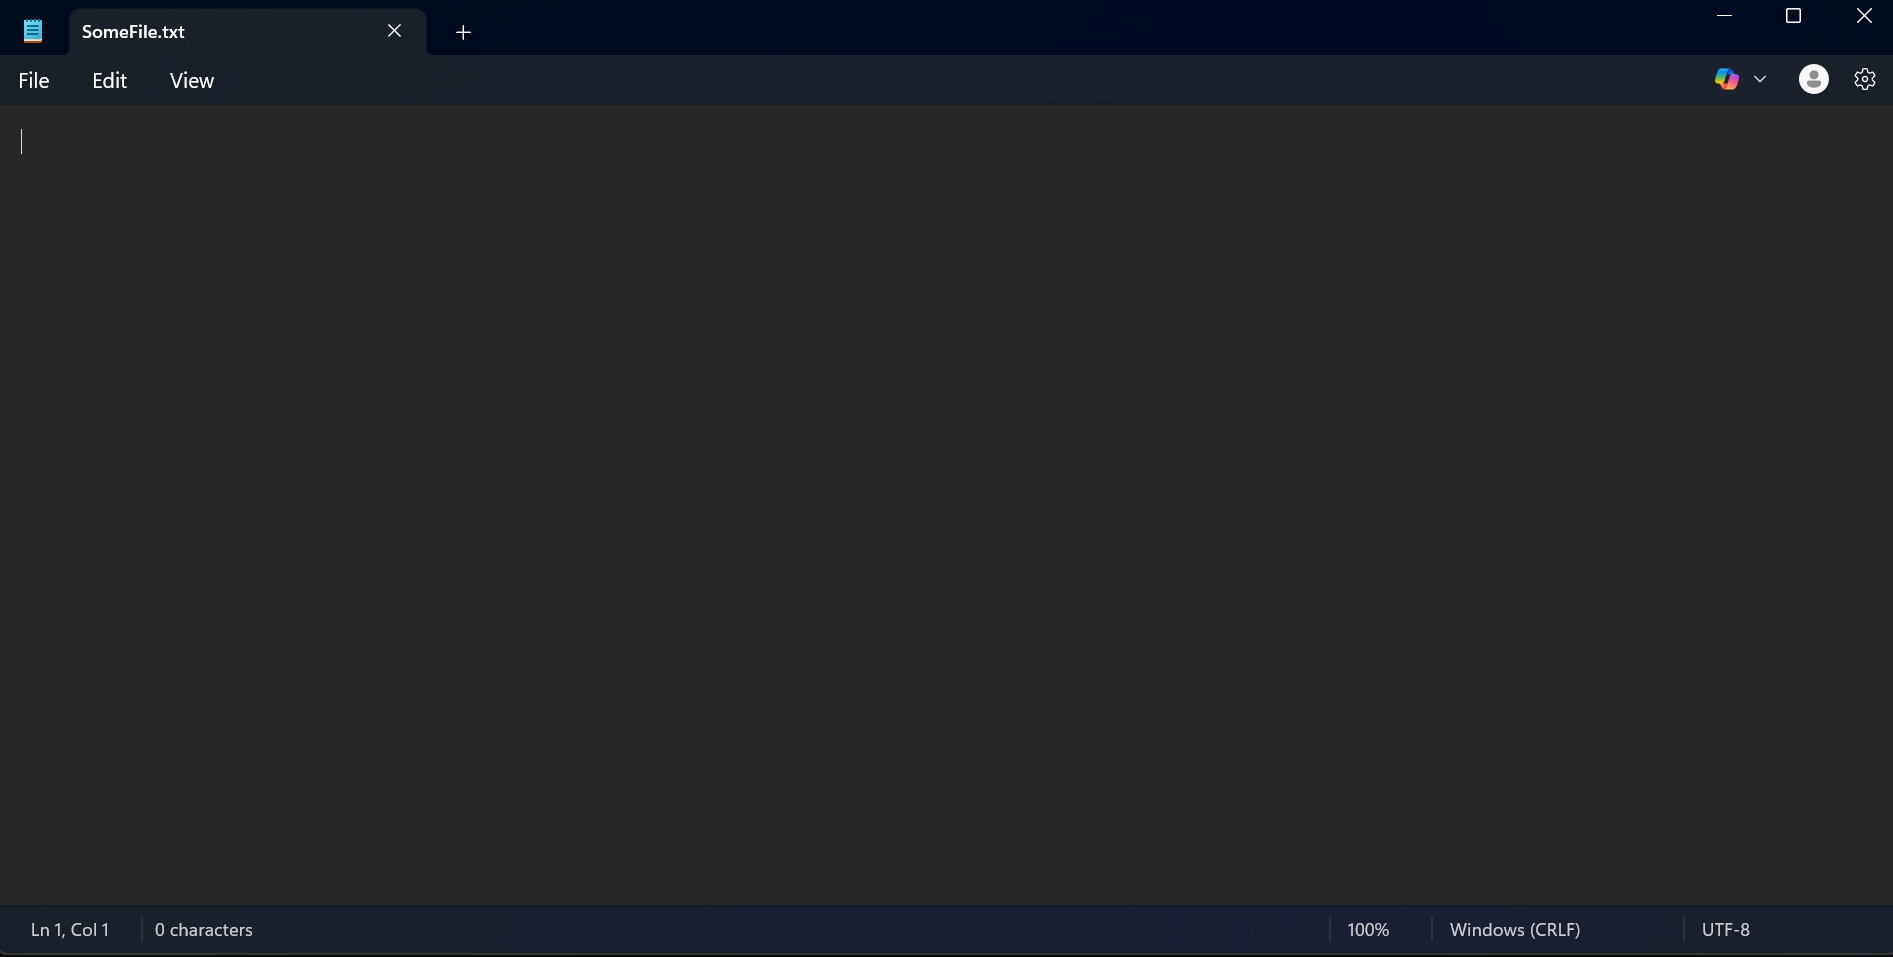 SomeFile.txt
File Edit View
Ln 1, Col 1 0 characters 100% Windows (CRLF) UTF-8